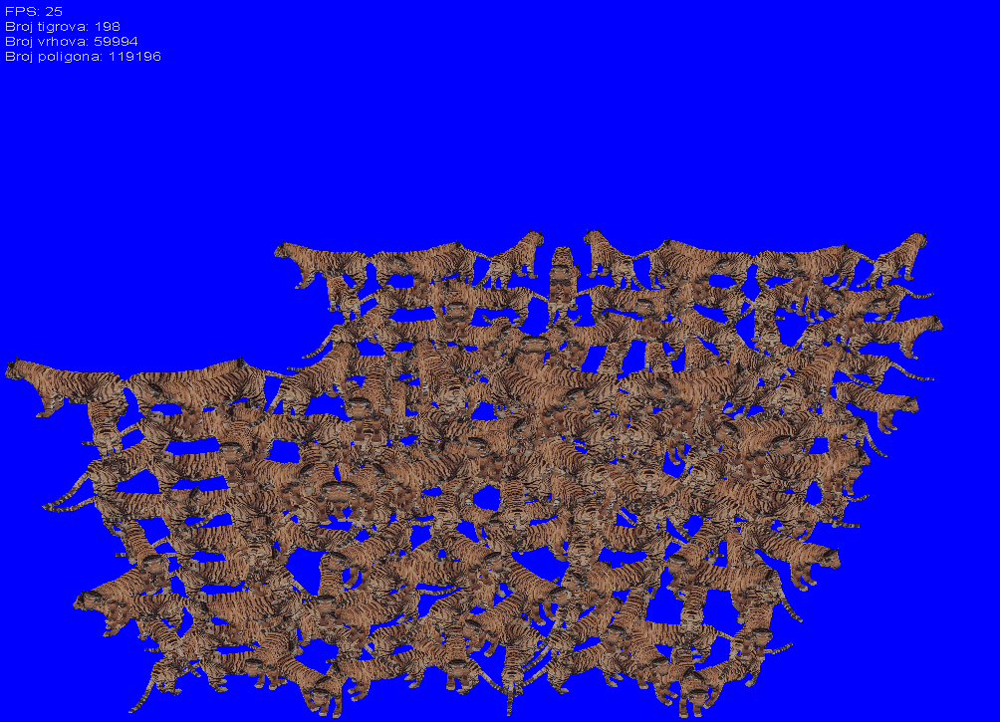 FPS: 25
Broj tigrova: 198
Broj vrhova: 59994
Broj poligona: 119196